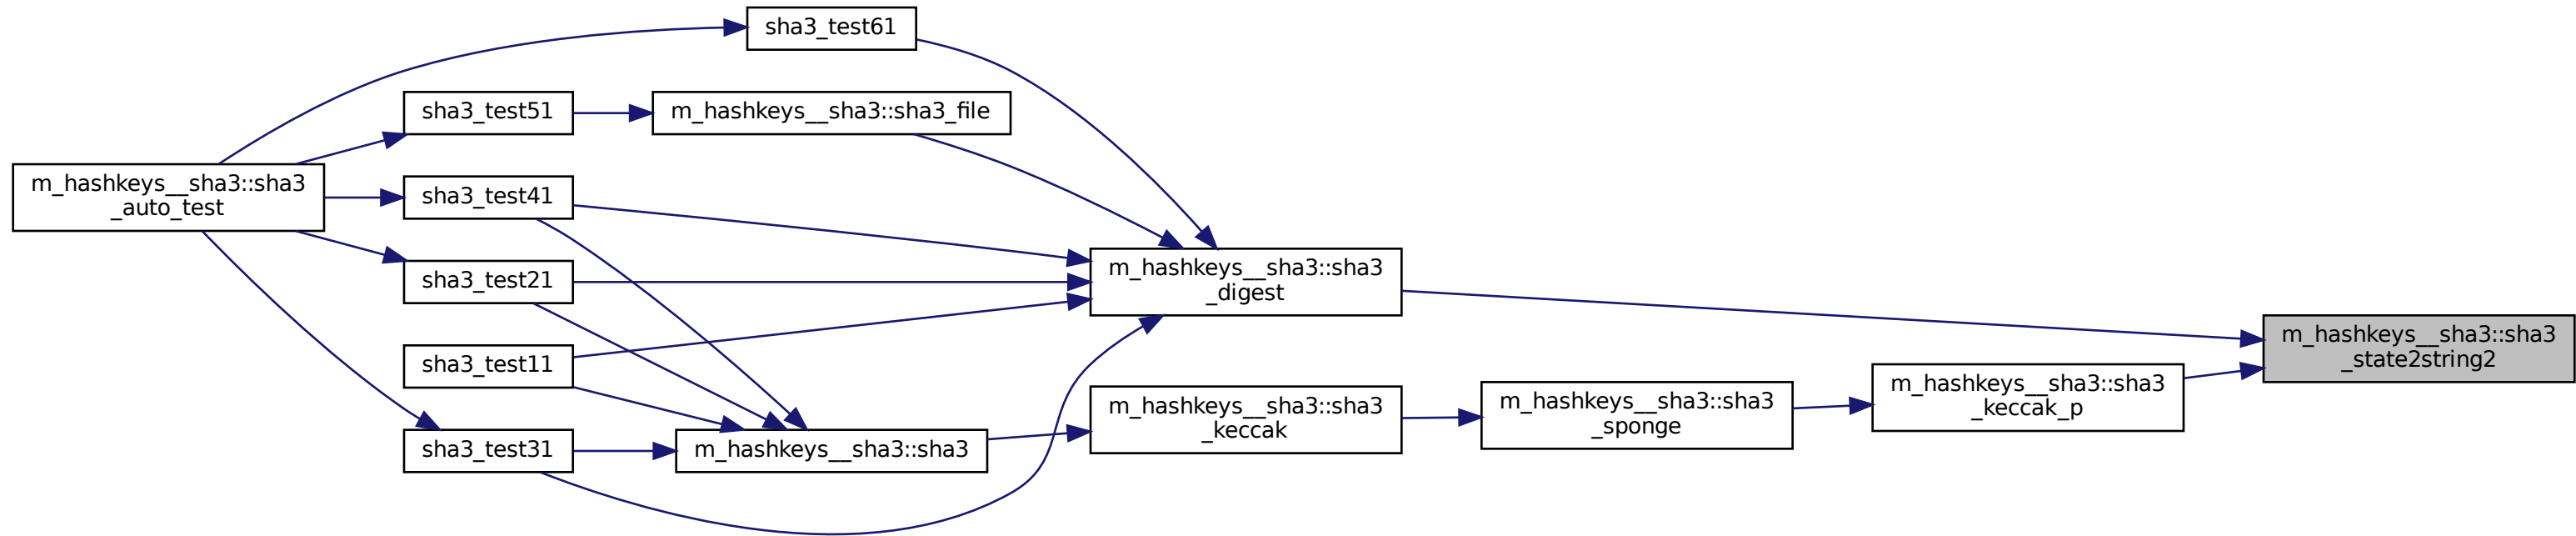 sha3_test61
sha3_test51
m_hashkeys__sha3::sha3_file
m_hashkeys__sha3::sha3
_auto_test
sha3_test41
sha3_test21
m_hashkeys__sha3::sha3
_digest
sha3_test11
m_hashkeys__sha3::sha3
_state2string2
m_hashkeys__sha3::sha3
_keccak
m_hashkeys__sha3::sha3
_sponge
m_hashkeys__sha3::sha3
_keccak_p
sha3_test31
m_hashkeys__sha3::sha3